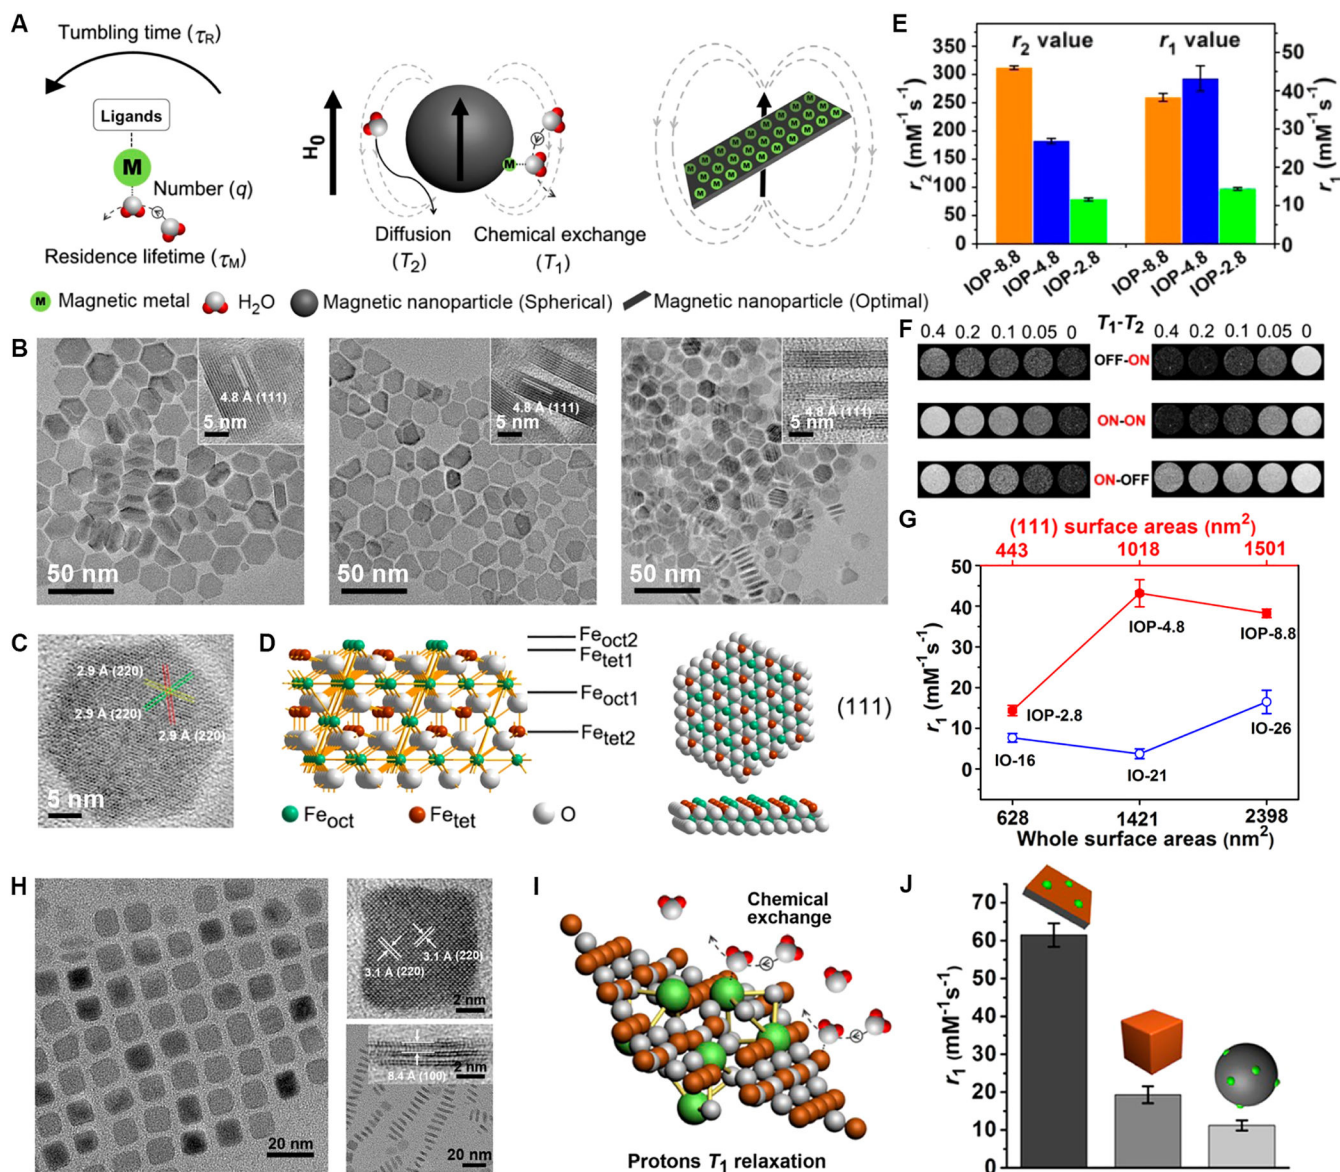 A
Tumbling time (τR)
Ligands
M
Number (q)
Residence lifetime (τM)
H0
M
Diffusion
(T2)
Chemical exchange
(T1)
M Magnetic metal
H2O
Magnetic nanoparticle (Spherical)
Magnetic nanoparticle (Optimal)
E
r2 value
r1 value
r2 (mM-1s-1)
350
300
250
200
150
100
50
0
r1 (mM-1s-1)
50
40
30
20
10
0
IOP-8.8
IOP-4.8
IOP-2.8
IOP-8.8
IOP-4.8
IOP-2.8
B
4.8 Å (111)
5 nm
50 nm
4.8 Å (111)
5 nm
50 nm
4.8 Å (111)
5 nm
50 nm
F
0.4 0.2 0.1 0.05 0 T1-T2 0.4 0.2 0.1 0.05 0
OFF-ON
ON-ON
ON-OFF
C
2.9 Å (220)
2.9 Å (220)
2.9 Å (220)
5 nm
D
Feoct2
Fetet1
Feoct1
Fetet2
(111)
Feoct
Fetet
O
G
(111) surface areas (nm2)
443 1018 1501
r1 (mM-1s-1)
50
40
30
20
10
0
IOP-4.8
IOP-8.8
IOP-2.8
IO-16
IO-21
IO-26
628 1421 2398
Whole surface areas (nm2)
H
20 nm
3.1 Å (220)
3.1 Å (220)
2 nm
8.4 Å (100)
2 nm
20 nm
I
Chemical
exchange
Protons T1 relaxation
J
r1 (mM-1s-1)
70
60
50
40
30
20
10
0